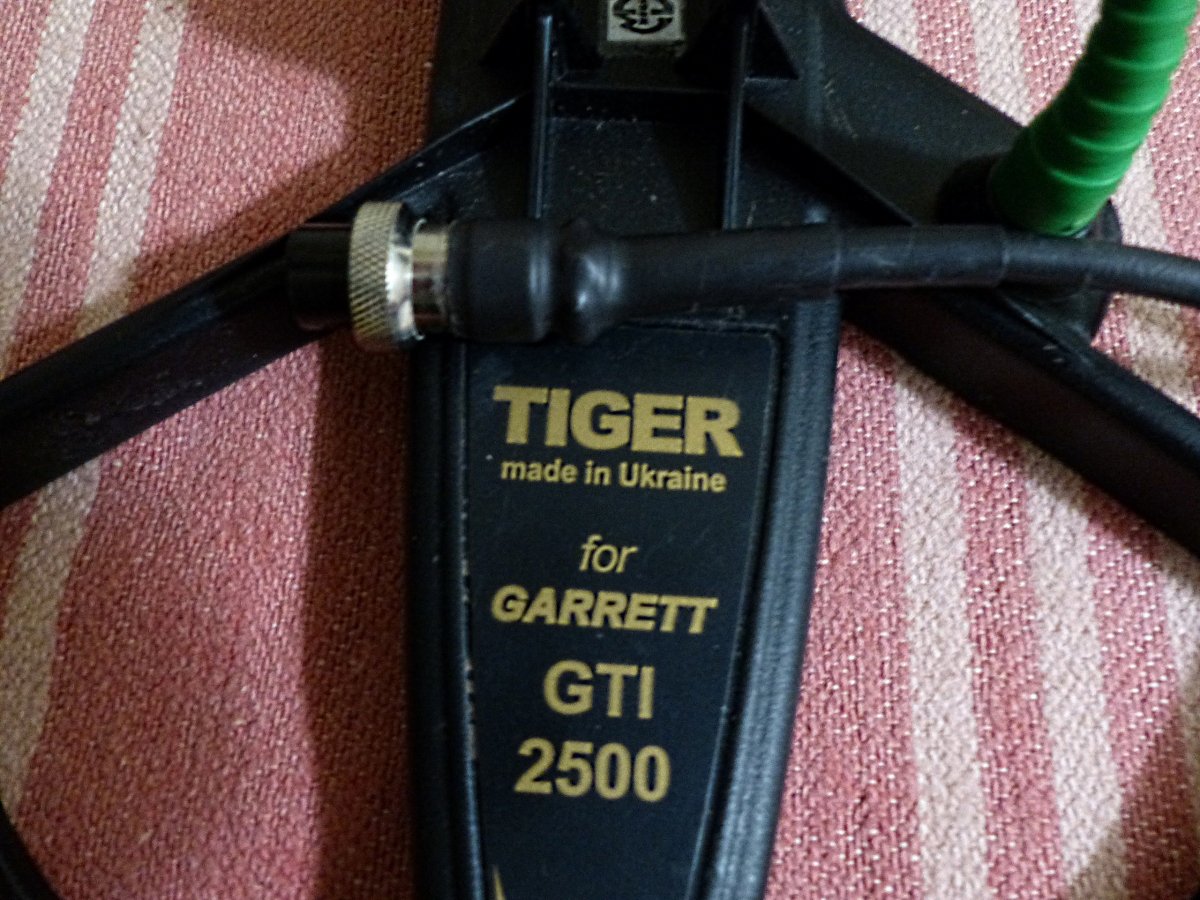 TIGER
made in Ukraine
for
GARRETT
GTI
2500